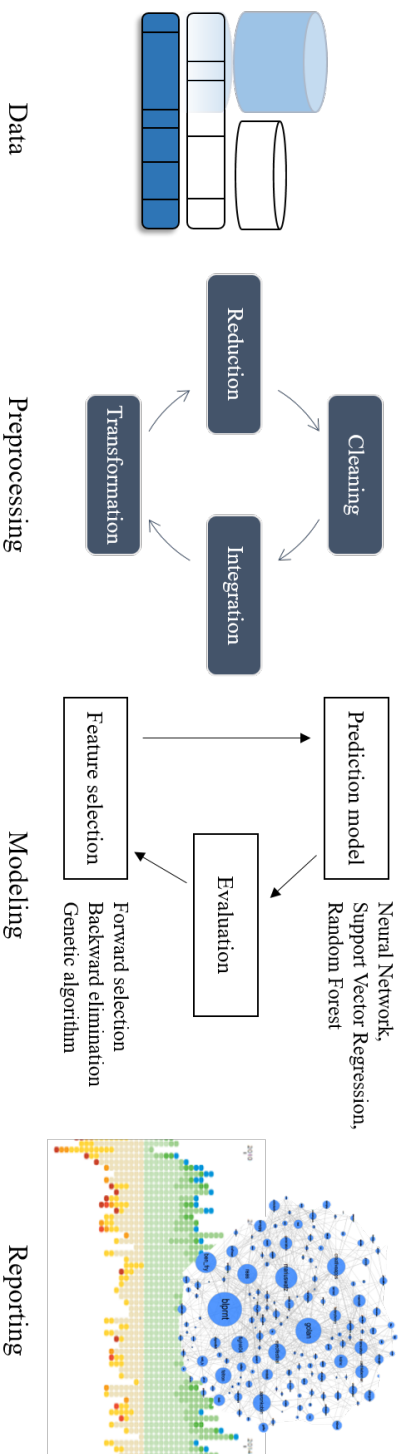 Data
Preprocessing
Modeling
Reporting
Cleaning
Reduction
Integration
Transformation
Prediction model
Neural Network,
Support Vector Regression,
Random Forest
Evaluation
Feature selection
Forward selection
Backward elimination
Genetic algorithm
blpmt